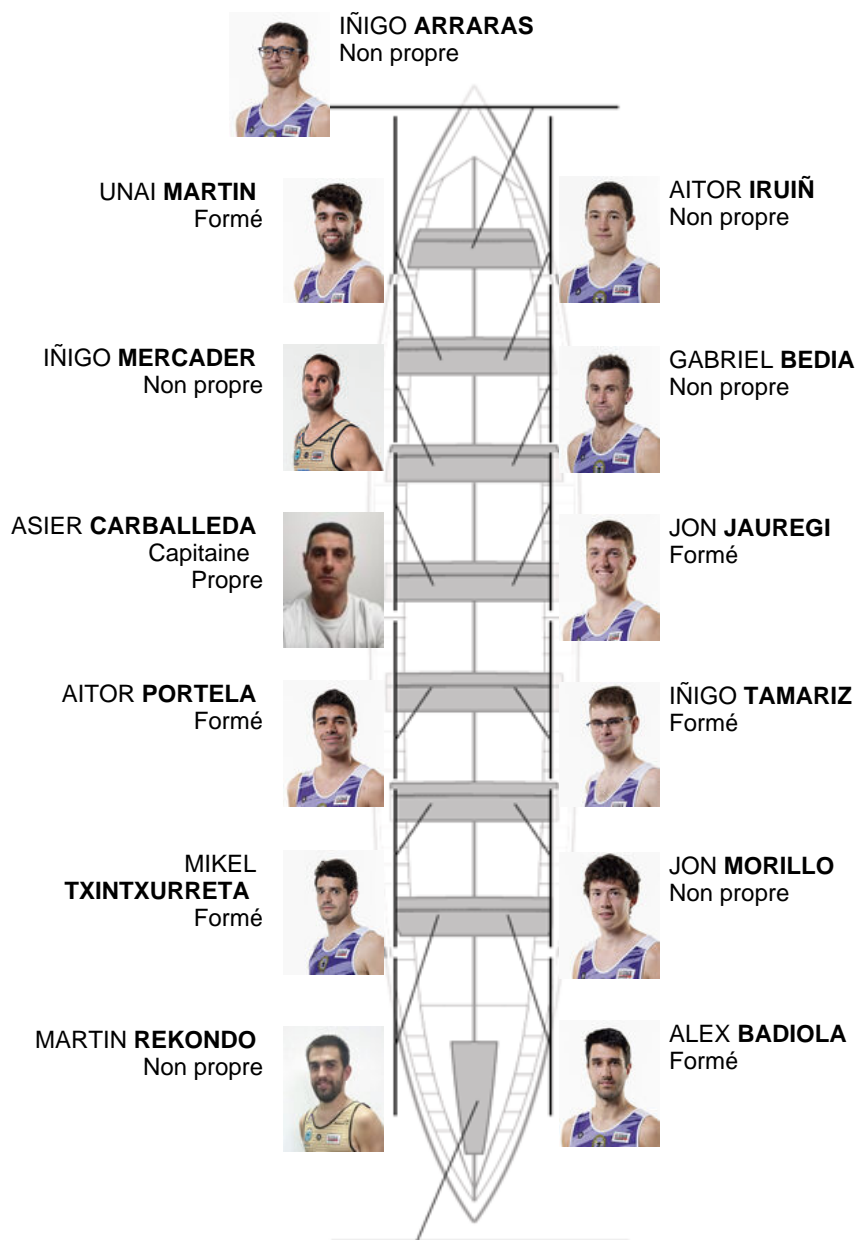 IÑIGO ARRARAS
Non propre
UNAI MARTIN
Formé
AITOR IRUIÑ
Non propre
IÑIGO MERCADER
Non propre
GABRIEL BEDIA
Non propre
ASIER CARBALLEDA
Capitaine
Propre
JON JAUREGI
Formé
AITOR PORTELA
Formé
IÑIGO TAMARIZ
Formé
MIKEL
TXINTXURRETA
Formé
JON MORILLO
Non propre
MARTIN REKONDO
Non propre
ALEX BADIOLA
Formé